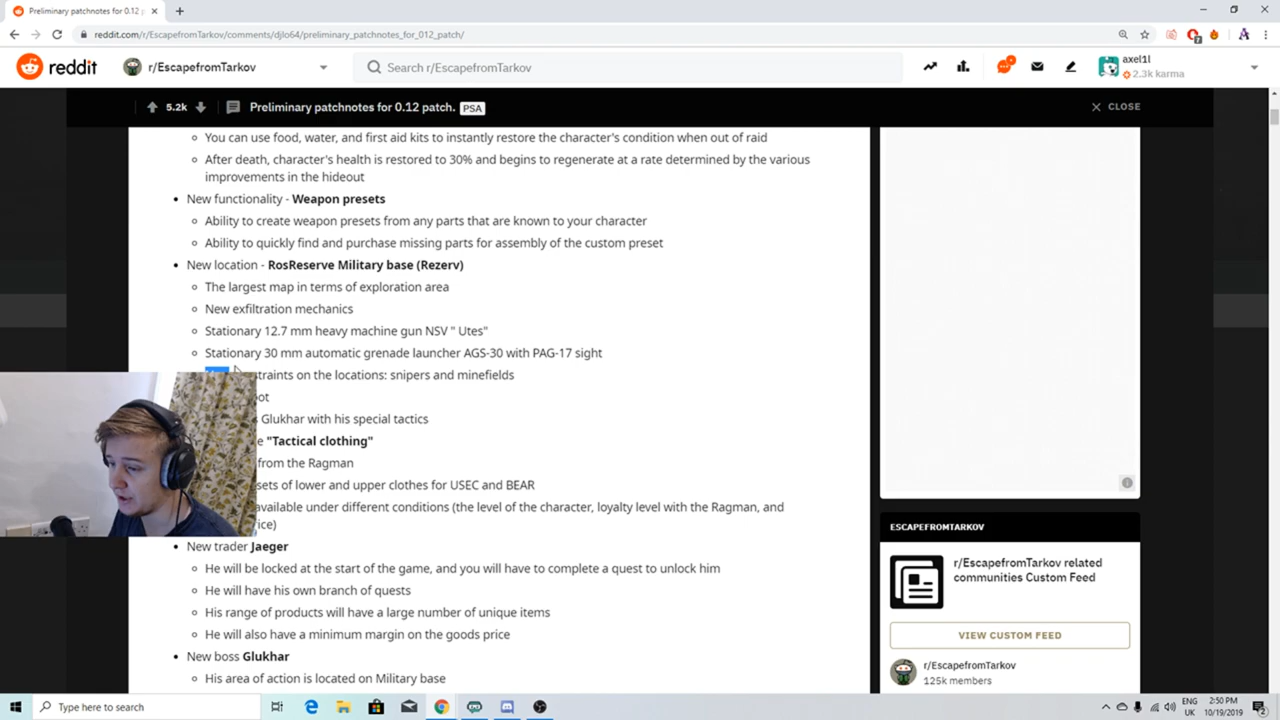 Preliminary patchnotes for 0.12 p
reddit.com/r/EscapefromTarkov/comments/djlo64/preliminary_patchnotes_for_012_patch/
reddit
r/EscapefromTarkov
Search r/EscapefromTarkov
axel1l
2.3k karma
5.2k
Preliminary patchnotes for 0.12 patch.
PSA
CLOSE
You can use food, water, and first aid kits to instantly restore the character's condition when out of raid
After death, character's health is restored to 30% and begins to regenerate at a rate determined by the various
improvements in the hideout
New functionality - Weapon presets
Ability to create weapon presets from any parts that are known to your character
Ability to quickly find and purchase missing parts for assembly of the custom preset
New location - RosReserve Military base (Rezerv)
The largest map in terms of exploration area
New exfiltration mechanics
Stationary 12.7 mm heavy machine gun NSV " Utes"
Stationary 30 mm automatic grenade launcher AGS-30 with PAG-17 sight
straints on the locations: snipers and minefields
oot
Glukhar with his special tactics
e "Tactical clothing"
from the Ragman
sets of lower and upper clothes for USEC and BEAR
available under different conditions (the level of the character, loyalty level with the Ragman, and
rice)
New trader Jaeger
He will be locked at the start of the game, and you will have to complete a quest to unlock him
He will have his own branch of quests
His range of products will have a large number of unique items
He will also have a minimum margin on the goods price
New boss Glukhar
His area of action is located on Military base
ESCAPEFROMTARKOV
r/EscapefromTarkov related
communities Custom Feed
VIEW CUSTOM FEED
r/EscapefromTarkov
125k members
Type here to search
ENG
UK
2:50 PM
10/19/2019